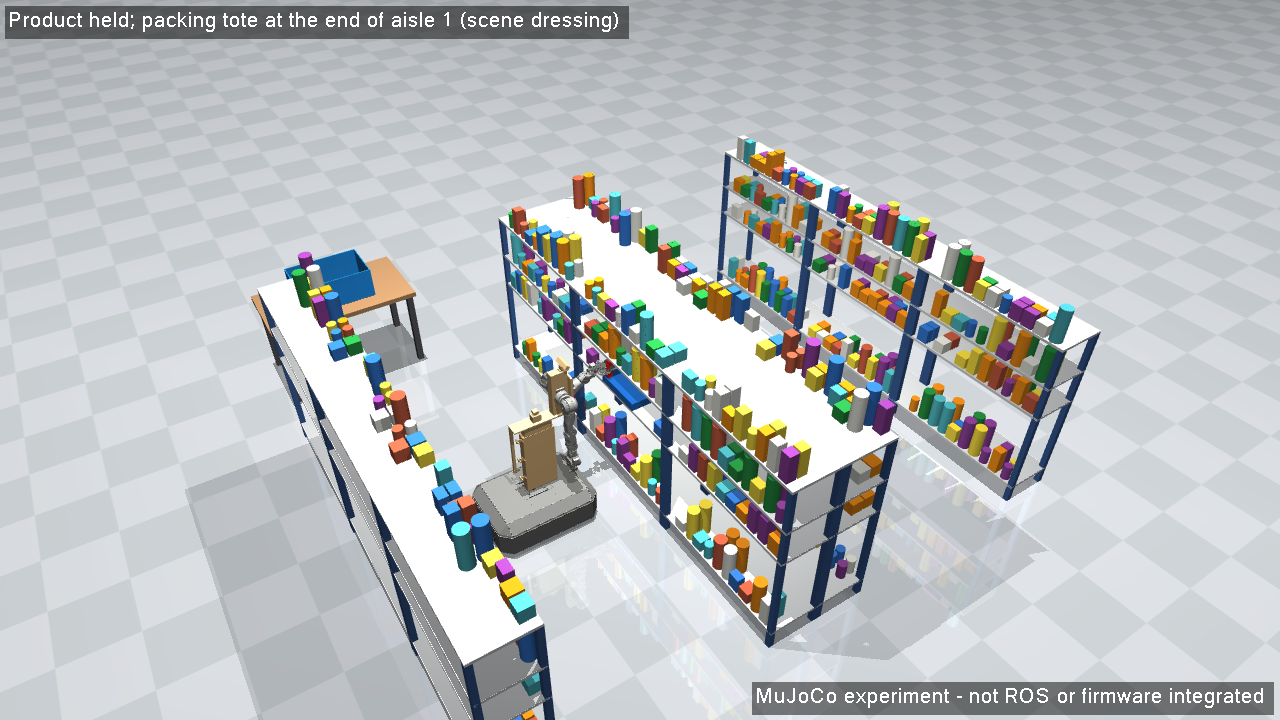 Product held; packing tote at the end of aisle 1 (scene dressing)
MuJoCo experiment - not ROS or firmware integrated